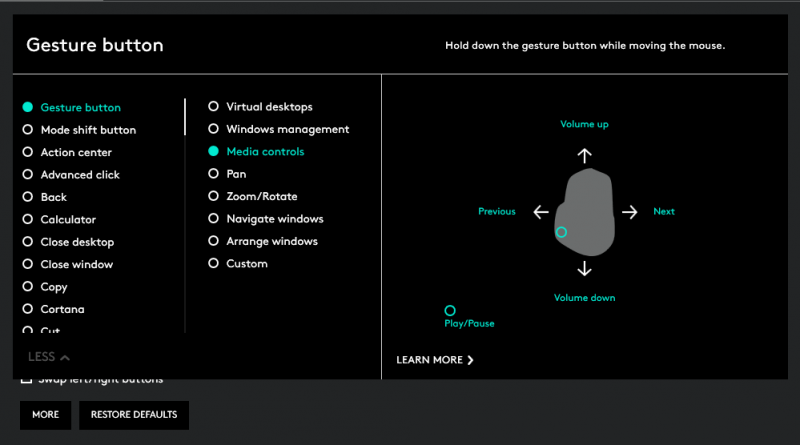 Gesture button
Hold down the gesture button while moving the mouse.
Gesture button
Mode shift button
Action center
Advanced click
Back
Calculator
Close desktop
Close window
Copy
Cortana
Cut
LESS
Virtual desktops
Windows management
Media controls
Pan
Zoom/Rotate
Navigate windows
Arrange windows
Custom
Volume up
Previous
Next
Volume down
Play/Pause
LEARN MORE
Swap left/right buttons
MORE
RESTORE DEFAULTS